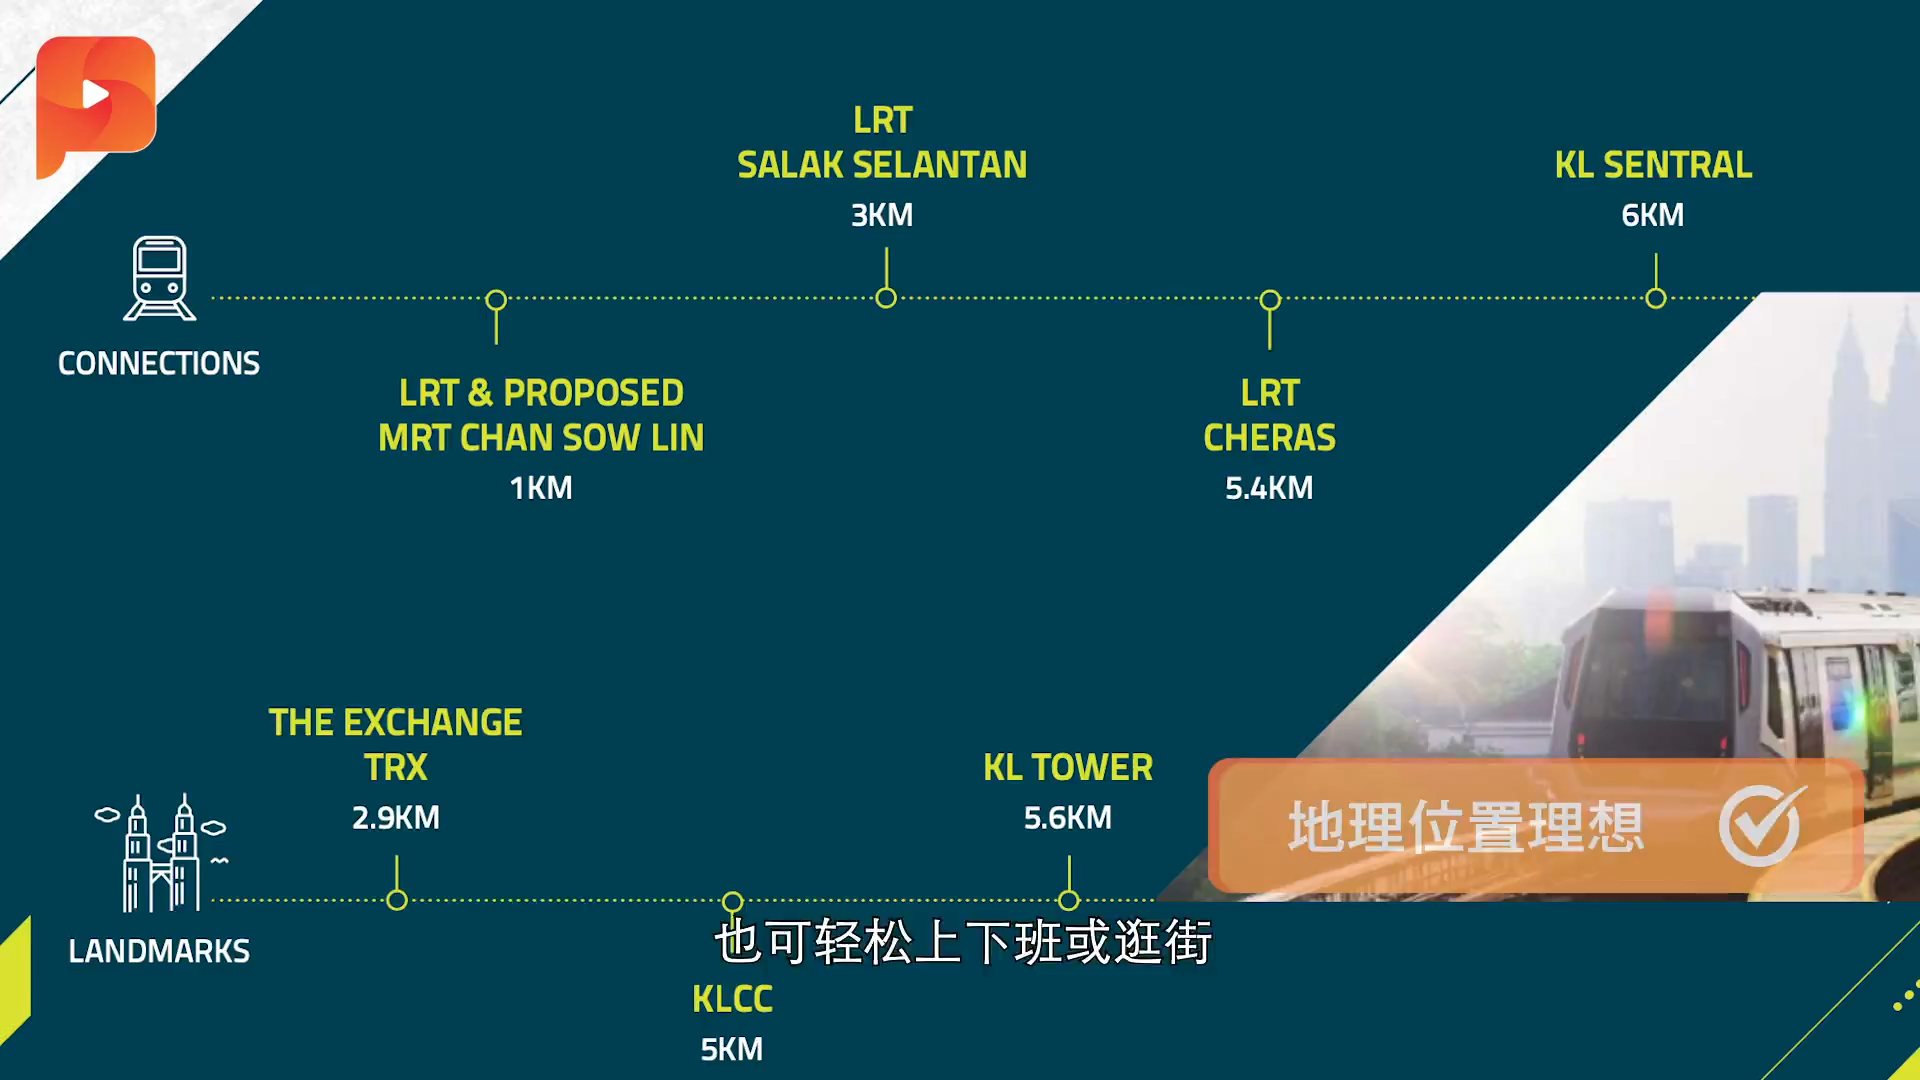 LRT
SALAK SELANTAN
3KM
KL SENTRAL
6KM
CONNECTIONS
LRT & PROPOSED
MRT CHAN SOW LIN
1KM
LRT
CHERAS
5.4KM
THE EXCHANGE
TRX
2.9KM
KL TOWER
5.6KM
地理位置理想
LANDMARKS
也可轻松上下班或逛街
KLCC
5KM